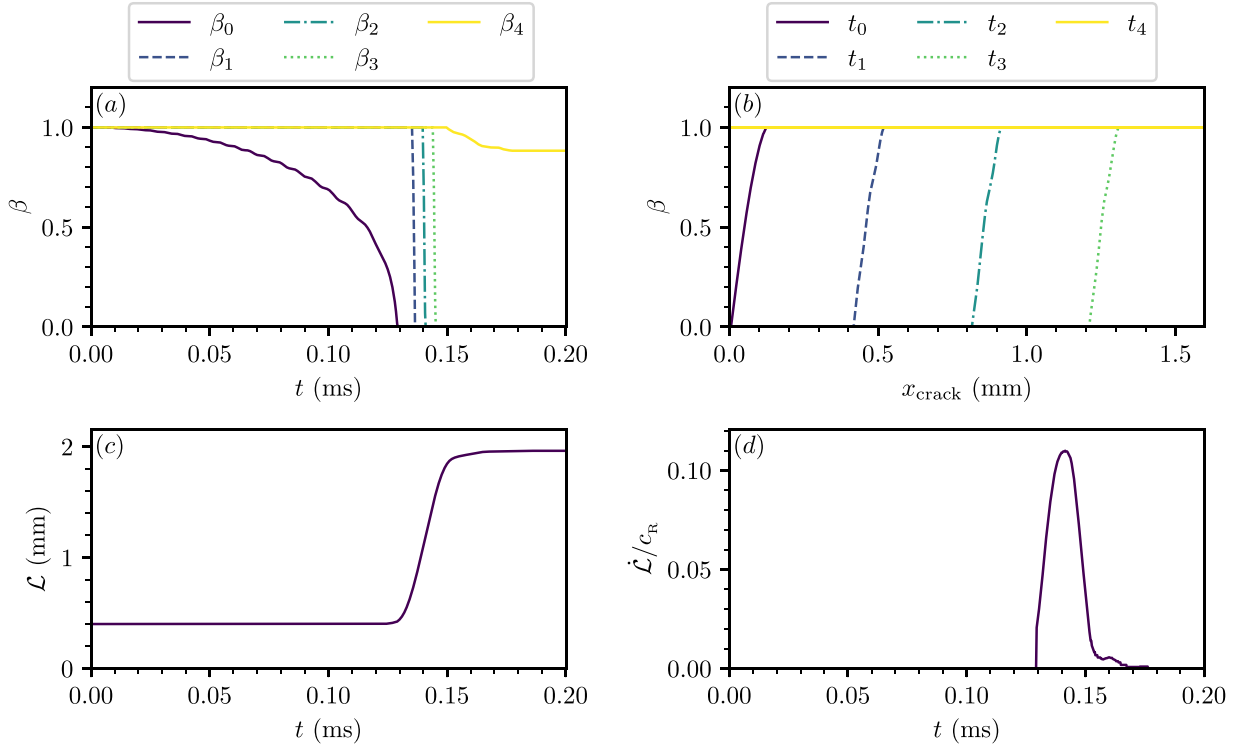 β₀ β₂ β₄
β₁ β₃
t₀ t₂ t₄
t₁ t₃
(a)
1.0
0.5
0.0
β
0.00 0.05 0.10 0.15 0.20
t (ms)
(b)
1.0
0.5
0.0
β
0.0 0.5 1.0 1.5
x_crack (mm)
(c)
2
1
0
ℒ (mm)
0.00 0.05 0.10 0.15 0.20
t (ms)
(d)
0.10
0.05
0.00
ℒ̇/c_R
0.00 0.05 0.10 0.15 0.20
t (ms)